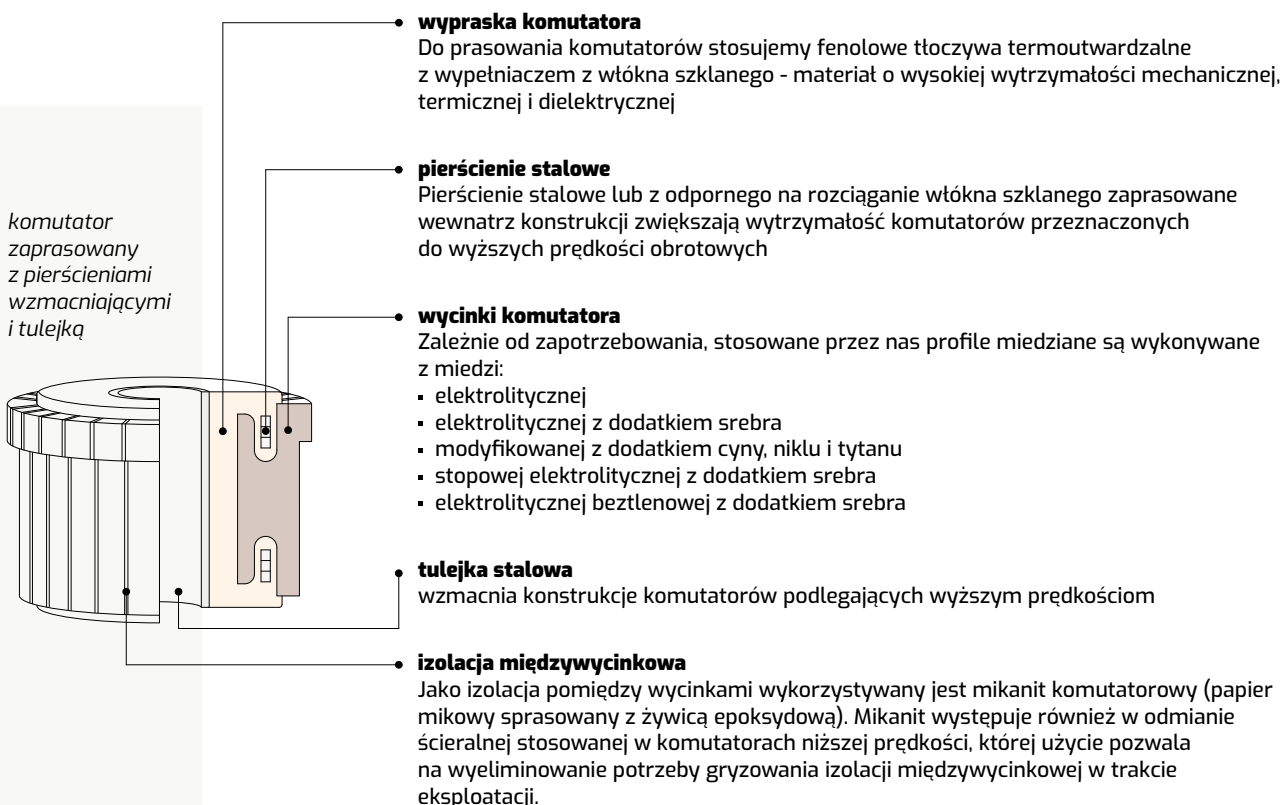 wypraska komutatora
Do prasowania komutatorów stosujemy fenolowe tłoczywa termoutwardzalne
z wypełniaczem z włókna szklanego - materiał o wysokiej wytrzymałości mechanicznej,
termicznej i dielektrycznej
pierścienie stalowe
Pierścienie stalowe lub z odpornego na rozciąganie włókna szklanego zaprasowane
wewnatrz konstrukcji zwiększają wytrzymałość komutatorów przeznaczonych
do wyższych prędkości obrotowych
komutator
zaprasowany
z pierścieniami
wzmacniającymi
i tulejką
wycinki komutatora
Zależnie od zapotrzebowania, stosowane przez nas profile miedziane są wykonywane
z miedzi:
▪ elektrolitycznej
▪ elektrolitycznej z dodatkiem srebra
▪ modyfikowanej z dodatkiem cyny, niklu i tytanu
▪ stopowej elektrolitycznej z dodatkiem srebra
▪ elektrolitycznej beztlenowej z dodatkiem srebra
tulejka stalowa
wzmacnia konstrukcje komutatorów podlegających wyższym prędkościom
izolacja międzywycinkowa
Jako izolacja pomiędzy wycinkami wykorzystywany jest mikanit komutatorowy (papier
mikowy sprasowany z żywicą epoksydową). Mikanit występuje również w odmianie
ścieralnej stosowanej w komutatorach niższej prędkości, której użycie pozwala
na wyeliminowanie potrzeby gryzowania izolacji międzywycinkowej w trakcie
eksploatacji.